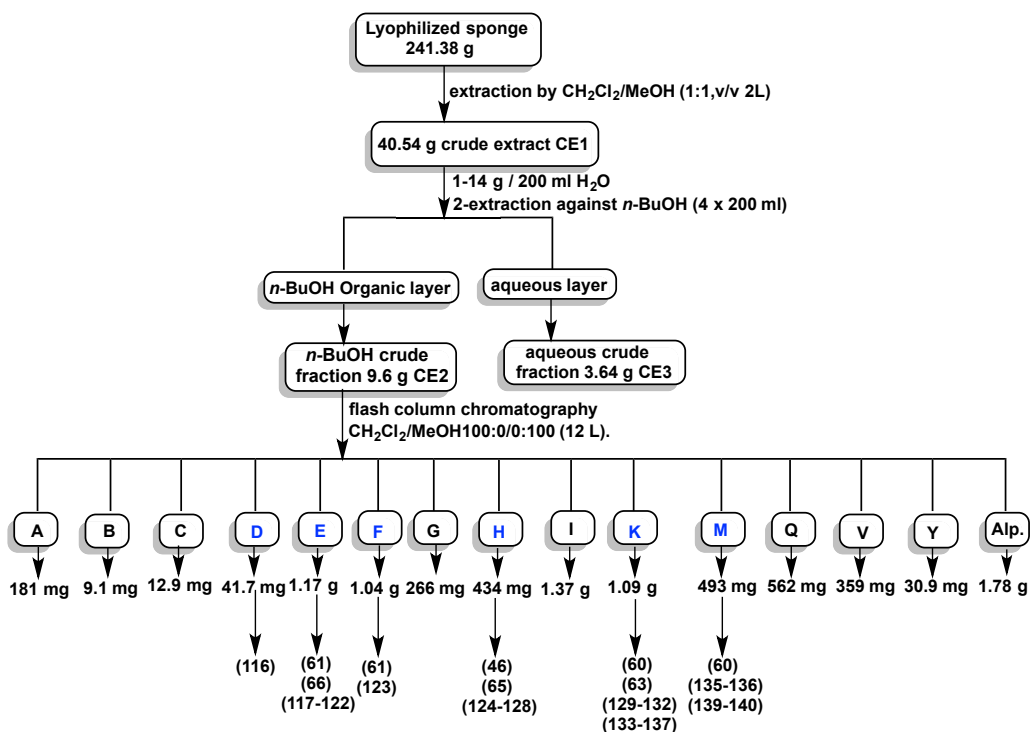 Lyophilized sponge
241.38 g
extraction by CH₂Cl₂/MeOH (1:1,v/v 2L)
40.54 g crude extract CE1
1-14 g / 200 ml H₂O
2-extraction against n-BuOH (4 x 200 ml)
n-BuOH Organic layer
aqueous layer
n-BuOH crude
fraction 9.6 g CE2
aqueous crude
fraction 3.64 g CE3
flash column chromatography
CH₂Cl₂/MeOH100:0/0:100 (12 L).
A B C D E F G H I K M Q V Y Alp.
181 mg 9.1 mg 12.9 mg 41.7 mg 1.17 g 1.04 g 266 mg 434 mg 1.37 g 1.09 g 493 mg 562 mg 359 mg 30.9 mg 1.78 g
(116)
(61)
(66)
(117-122)
(61)
(123)
(46)
(65)
(124-128)
(60)
(63)
(129-132)
(133-137)
(60)
(135-136)
(139-140)